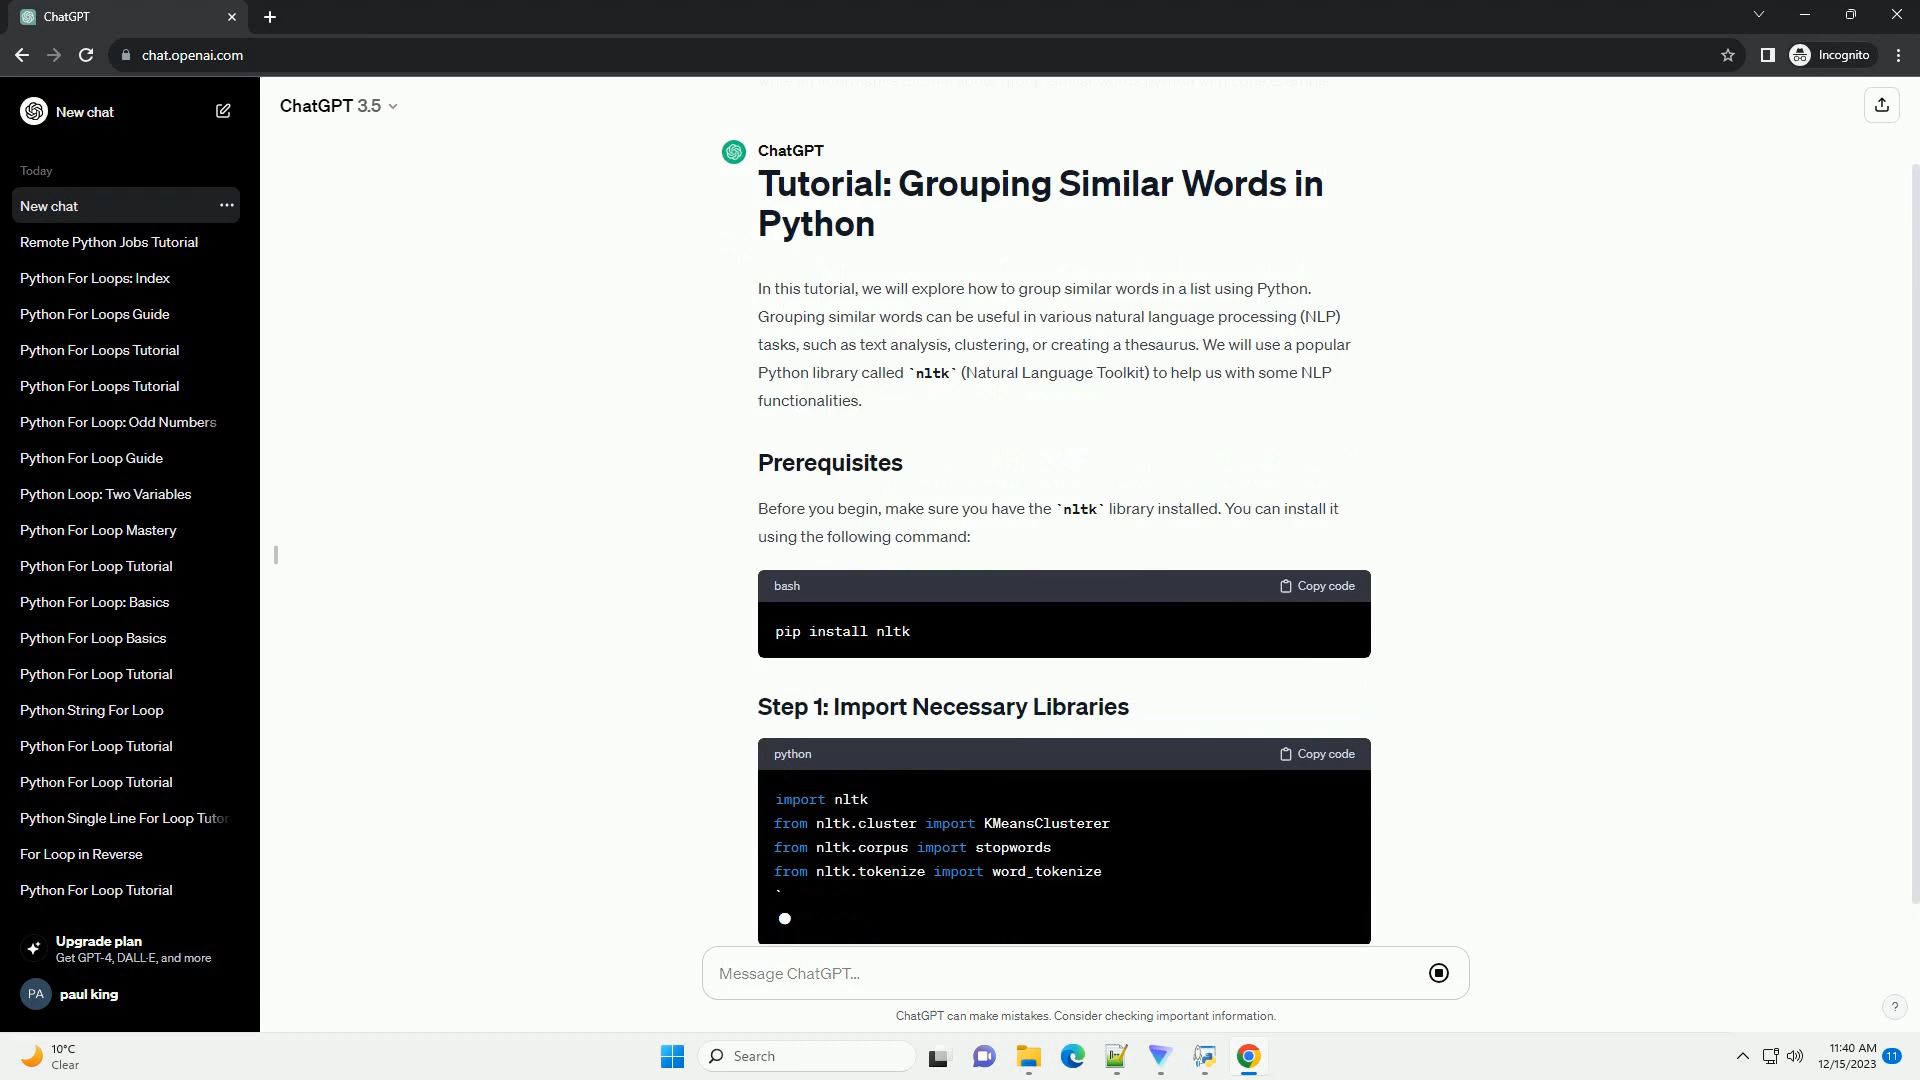 ChatGPT
chat.openai.com
Incognito
New chat
Today
New chat
Remote Python Jobs Tutorial
Python For Loops: Index
Python For Loops Guide
Python For Loops Tutorial
Python For Loops Tutorial
Python For Loop: Odd Numbers
Python For Loop Guide
Python Loop: Two Variables
Python For Loop Mastery
Python For Loop Tutorial
Python For Loop: Basics
Python For Loop Basics
Python For Loop Tutorial
Python String For Loop
Python For Loop Tutorial
Python For Loop Tutorial
Python Single Line For Loop Tutor
For Loop in Reverse
Python For Loop Tutorial
Upgrade plan
Get GPT-4, DALL·E, and more
PA paul king
ChatGPT 3.5
ChatGPT
Tutorial: Grouping Similar Words in
Python
In this tutorial, we will explore how to group similar words in a list using Python.
Grouping similar words can be useful in various natural language processing (NLP)
tasks, such as text analysis, clustering, or creating a thesaurus. We will use a popular
Python library called `nltk` (Natural Language Toolkit) to help us with some NLP
functionalities.
Prerequisites
Before you begin, make sure you have the `nltk` library installed. You can install it
using the following command:
bash Copy code
pip install nltk
Step 1: Import Necessary Libraries
python Copy code
import nltk
from nltk.cluster import KMeansClusterer
from nltk.corpus import stopwords
from nltk.tokenize import word_tokenize
`
Message ChatGPT...
ChatGPT can make mistakes. Consider checking important information.
?
10°C
Clear
Search
11:40 AM
12/15/2023
11